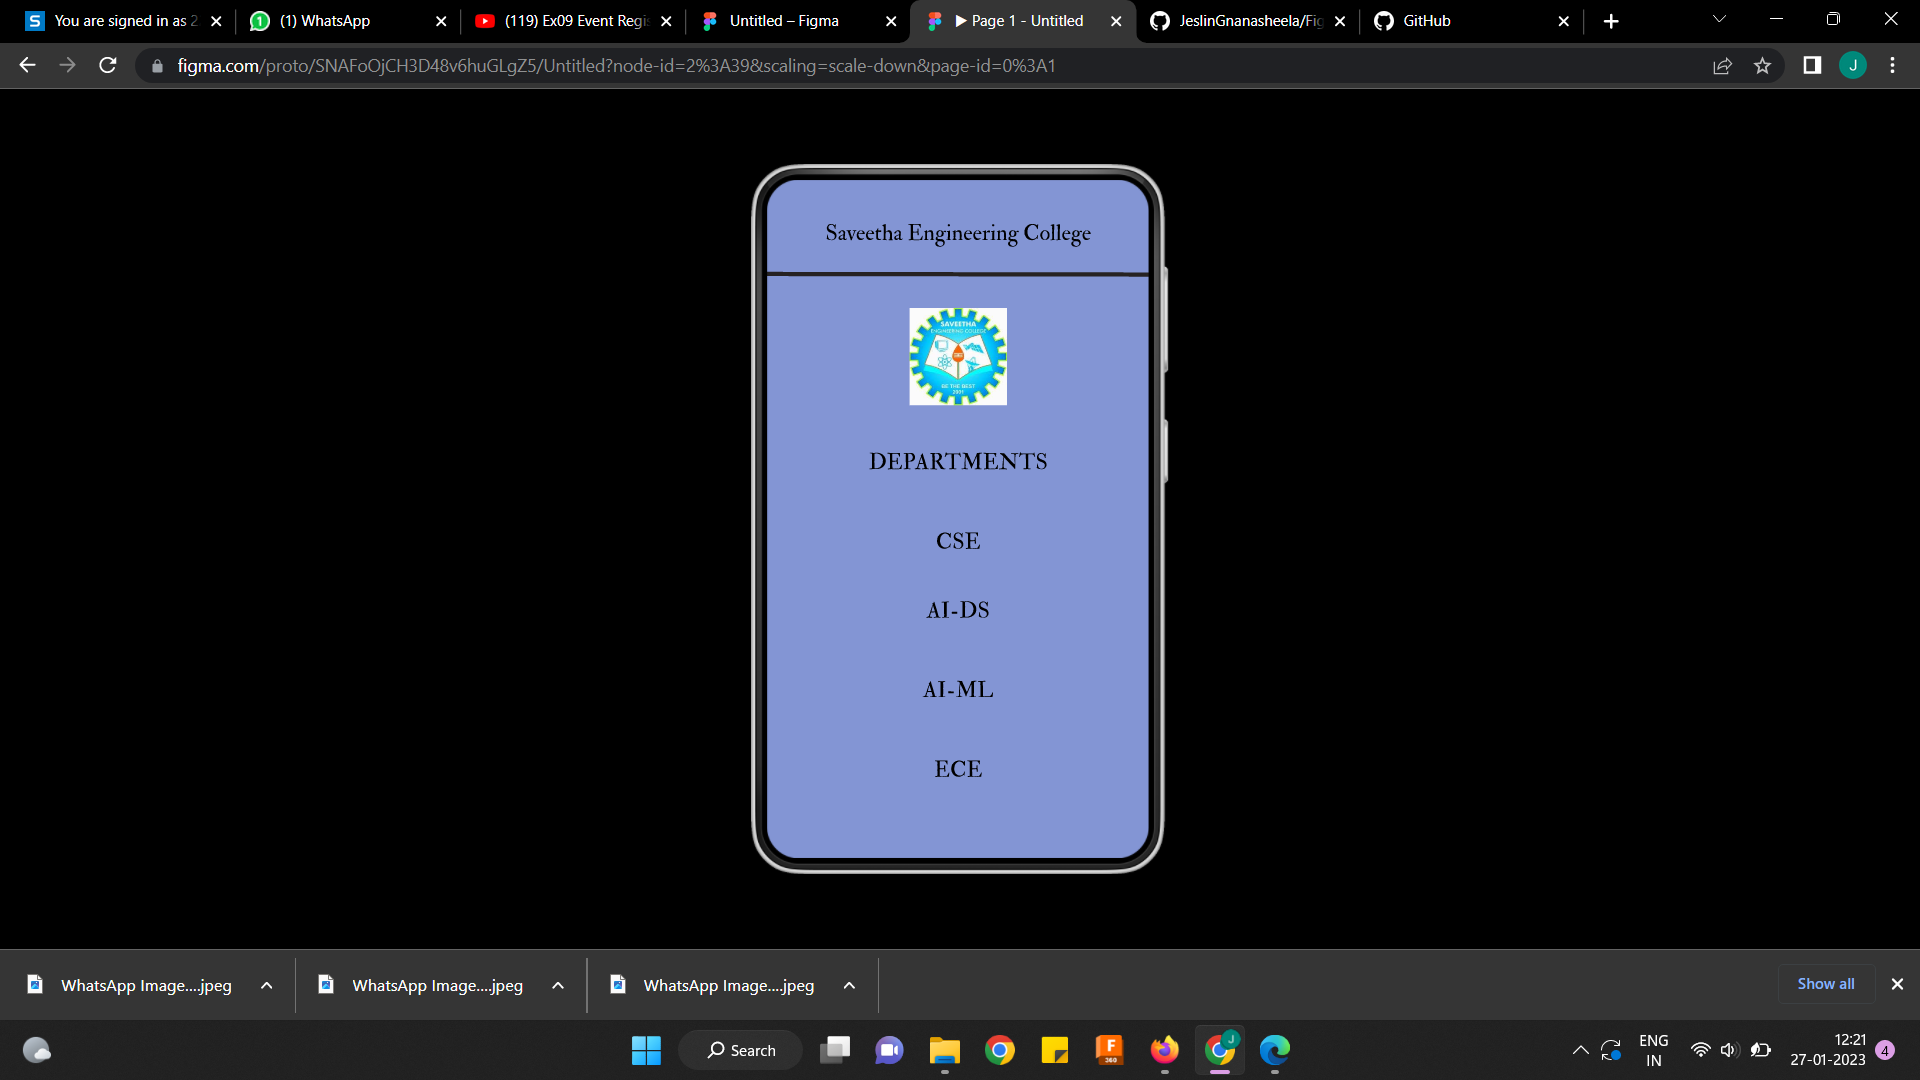 You are signed in as 2
(1) WhatsApp
(119) Ex09 Event Regis
Untitled – Figma
▶ Page 1 - Untitled
JeslinGnanasheela/Fig
GitHub
figma.com/proto/SNAFoOjCH3D48v6huGLgZ5/Untitled?node-id=2%3A39&scaling=scale-down&page-id=0%3A1
J
Saveetha Engineering College
SAVEETHA
ENGINEERING COLLEGE
BE THE BEST
2001
DEPARTMENTS
CSE
AI-DS
AI-ML
ECE
WhatsApp Image....jpeg
WhatsApp Image....jpeg
WhatsApp Image....jpeg
Show all
Search
F
360
J
ENG
IN
12:21
27-01-2023
4